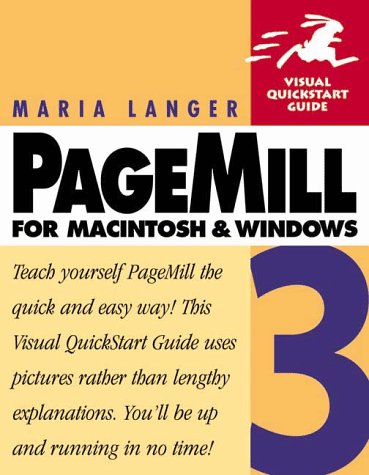 VISUAL
QUICKSTART
GUIDE
MARIA LANGER
PAGEMILL
FOR MACINTOSH & WINDOWS
3
Teach yourself PageMill the
quick and easy way! This
Visual QuickStart Guide uses
pictures rather than lengthy
explanations. You'll be up
and running in no time!